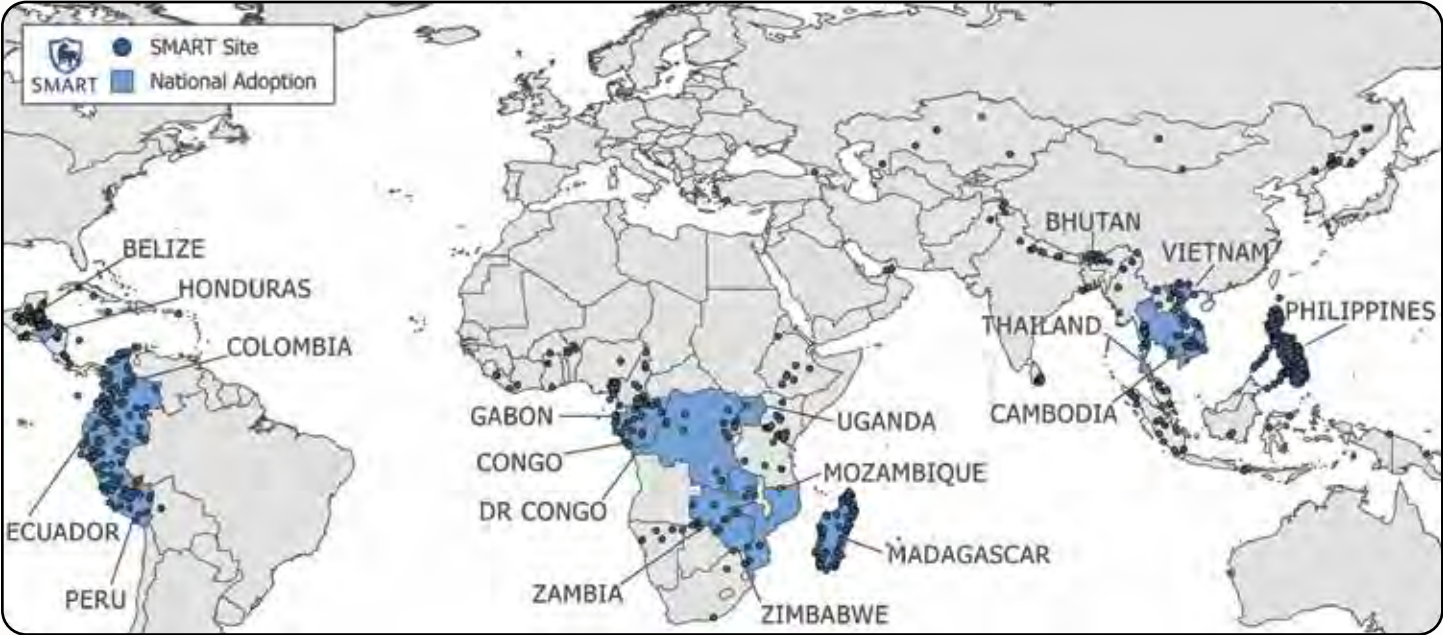 SMART
SMART Site
National Adoption
BELIZE
HONDURAS
COLOMBIA
ECUADOR
PERU
GABON
CONGO
DR CONGO
ZAMBIA
UGANDA
MOZAMBIQUE
MADAGASCAR
ZIMBABWE
BHUTAN
VIETNAM
THAILAND
PHILIPPINES
CAMBODIA